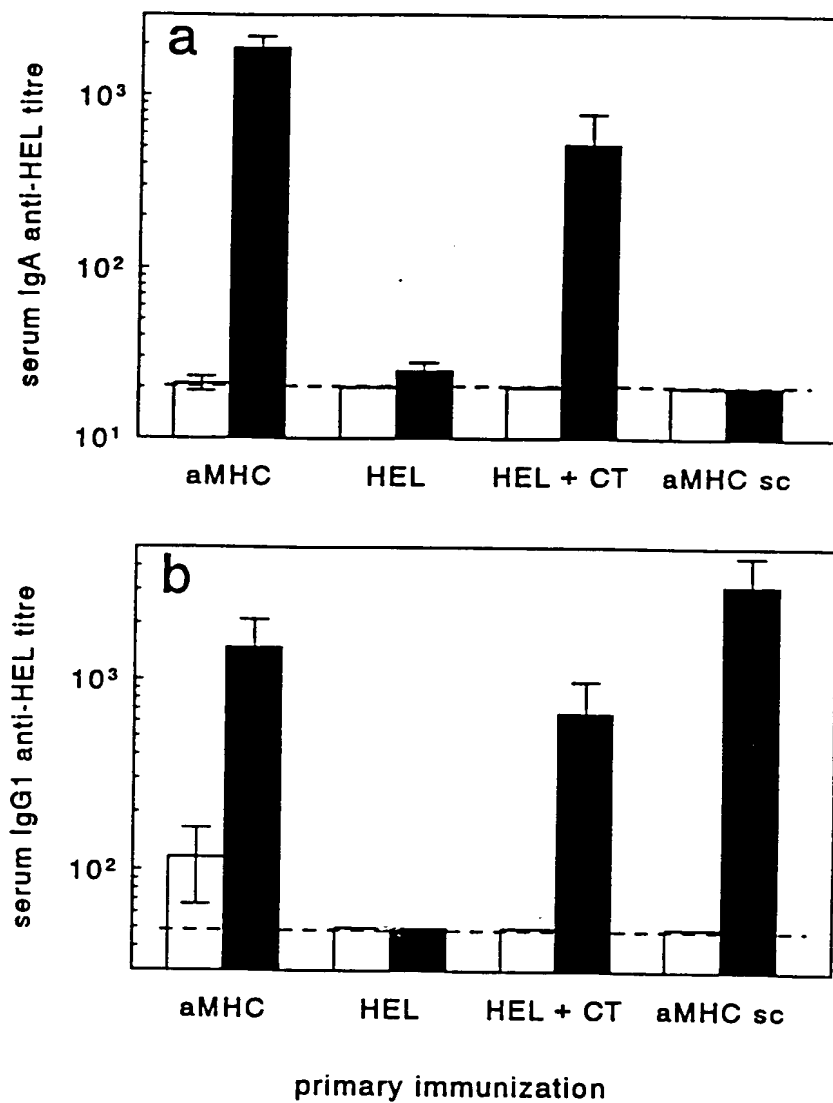 a
serum IgA anti-HEL titre
10³
10²
10¹
aMHC HEL HEL + CT aMHC sc
b
serum IgG1 anti-HEL titre
10³
10²
aMHC HEL HEL + CT aMHC sc
primary immunization